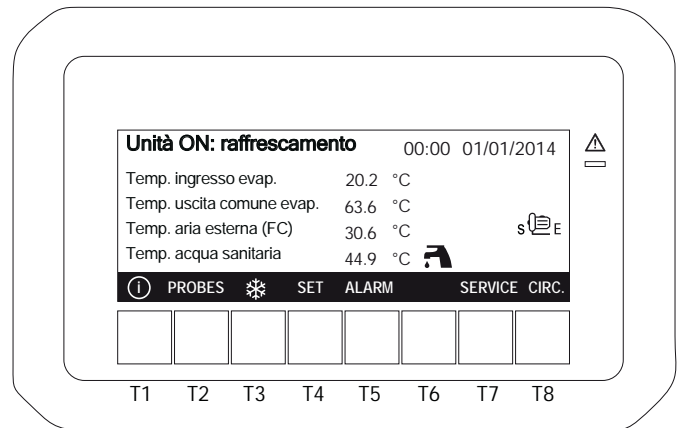 Unità ON: raffrescamento 00:00 01/01/2014
Temp. ingresso evap. 20.2 °C
Temp. uscita comune evap. 63.6 °C
Temp. aria esterna (FC) 30.6 °C
S E
Temp. acqua sanitaria 44.9 °C
i PROBES SET ALARM SERVICE CIRC.
T1 T2 T3 T4 T5 T6 T7 T8